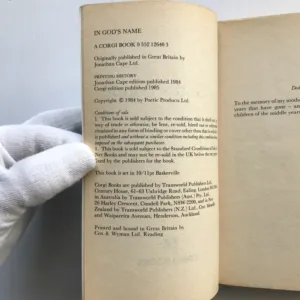 IN GOD'S NAME
A CORGI BOOK 0 552 12640 3
Originally published in Great Britain by
Jonathan Cape Ltd.
PRINTING HISTORY
Jonathan Cape edition published 1984
Corgi edition published 1985
Copyright © 1984 by Poetic Products Ltd.
Conditions of sale
1. This book is sold subject to the condition that it shall not, by
way of trade or otherwise, be lent, re-sold, hired out or otherwise
circulated in any form of binding or cover other than that in which
it is published and without a similar condition including this condition
imposed on the subsequent purchaser.
2. This book is sold subject to the Standard Conditions of Sale of
Net Books and may not be re-sold in the UK below the net price
fixed by the publishers for the book.
This book is set in 10/11pt Baskerville
Corgi Books are published by Transworld Publishers Ltd.,
Century House, 61–63 Uxbridge Road, Ealing, London W5 5SA,
in Australia by Transworld Publishers (Aust.) Pty. Ltd.,
26 Harley Crescent, Condell Park, NSW 2200, and in New
Zealand by Transworld Publishers (N.Z.) Ltd., Cnr. Moselle
and Waipareira Avenues, Henderson, Auckland.
Printed and bound in Great Britain by
Cox & Wyman Ltd, Reading
To the memory of my mother
years that have gone – and
children of the middle years